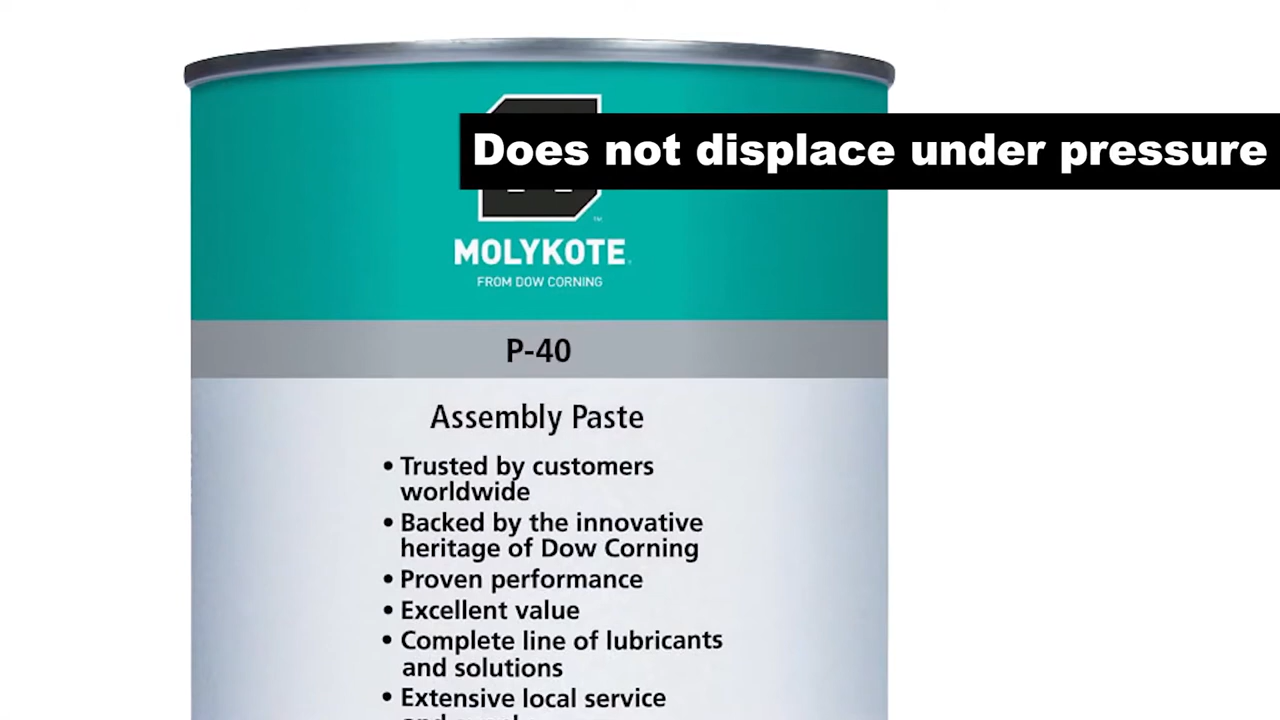 Does not displace under pressure
MOLYKOTE
FROM DOW CORNING
P-40
Assembly Paste
• Trusted by customers
worldwide
• Backed by the innovative
heritage of Dow Corning
• Proven performance
• Excellent value
• Complete line of lubricants
and solutions
• Extensive local service